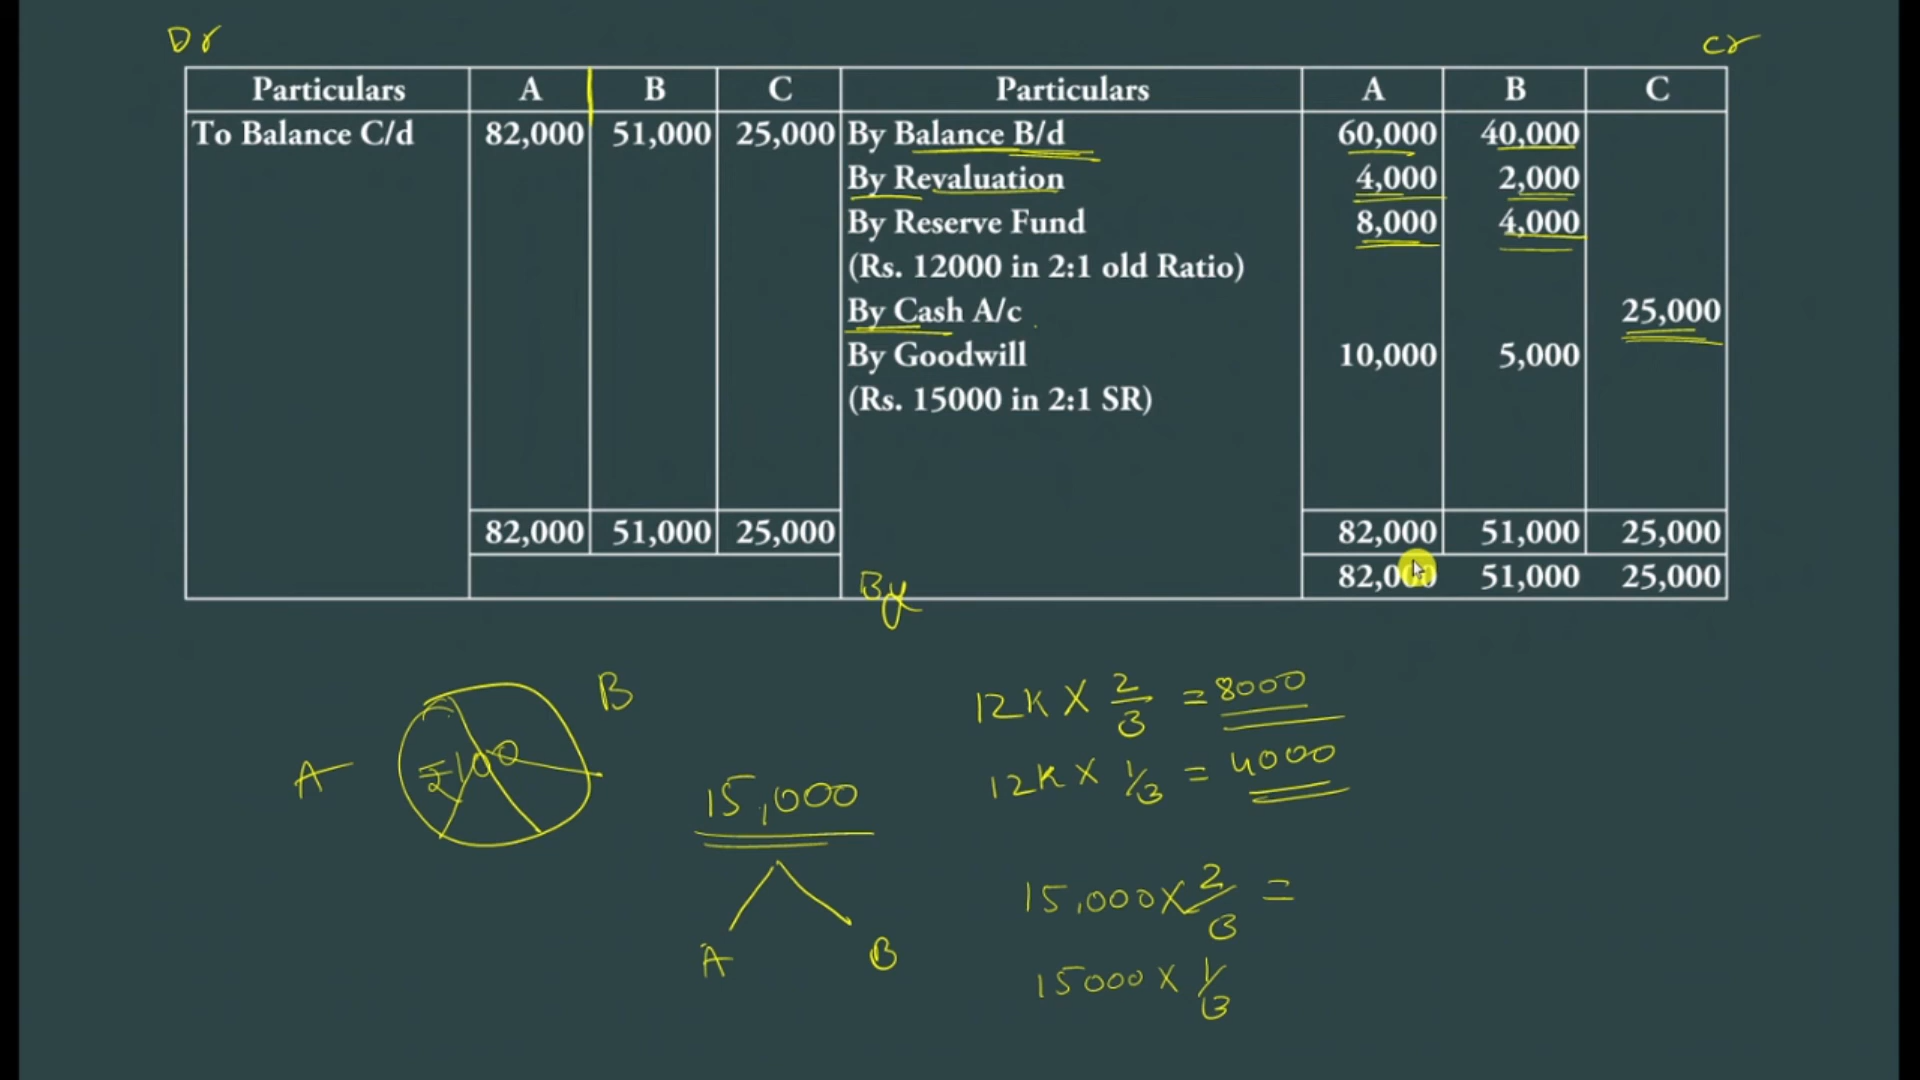 Dr Cr
Particulars A B C Particulars A B C
To Balance C/d 82,000 51,000 25,000 By Balance B/d 60,000 40,000
By Revaluation 4,000 2,000
By Reserve Fund 8,000 4,000
(Rs. 12000 in 2:1 old Ratio)
By Cash A/c 25,000
By Goodwill 10,000 5,000
(Rs. 15000 in 2:1 SR)
82,000 51,000 25,000 82,000 51,000 25,000
82,000 51,000 25,000
By
A ₹100 B
15,000
A B
12K X 2/3 = 8000
12K X 1/3 = 4000
15,000 X 2/3 =
15000 X 1/3